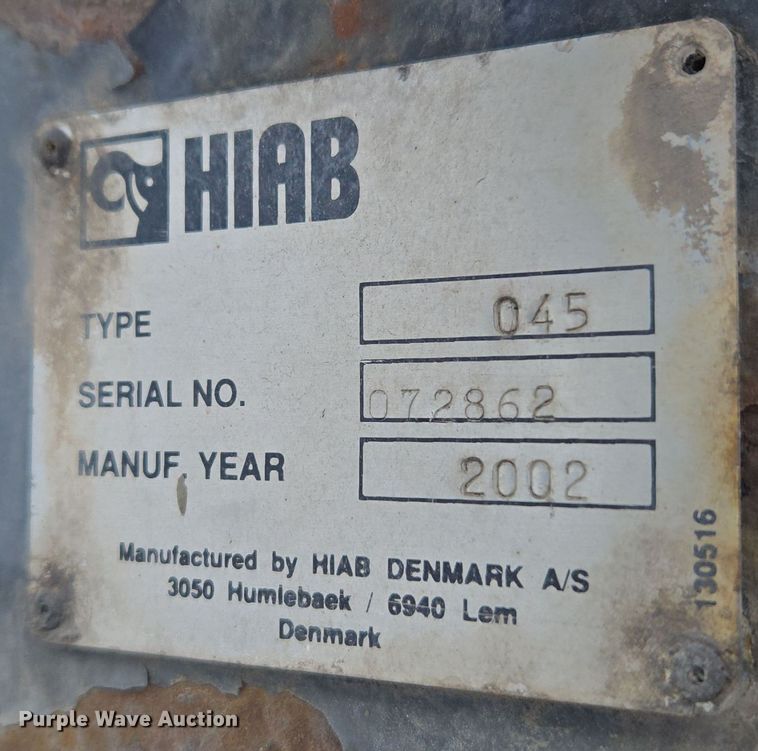 HIAB
TYPE 045
SERIAL NO. 072862
MANUF. YEAR 2002
Manufactured by HIAB DENMARK A/S
3050 Humlebaek / 6940 Lem
Denmark
130516
Purple Wave Auction